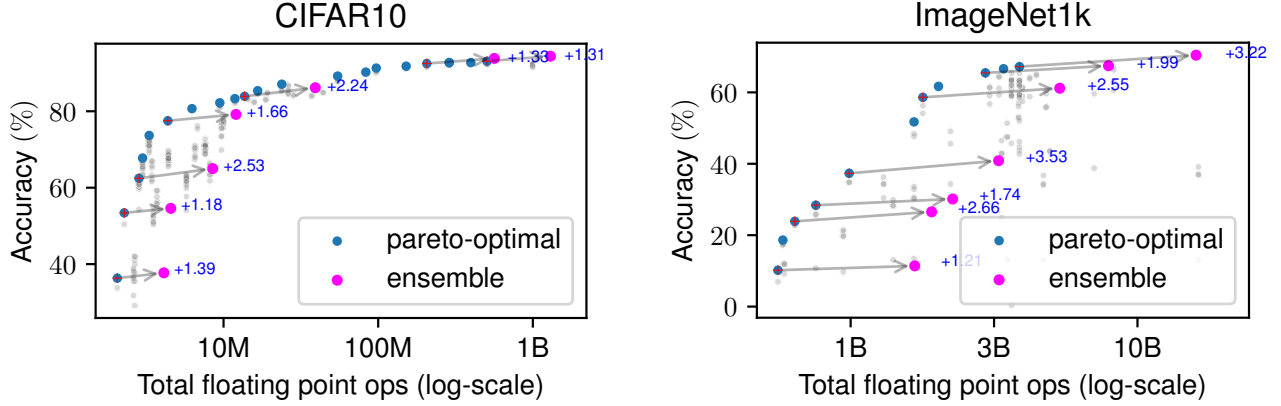 CIFAR10
Accuracy (%)
80
60
40
+1.39
+1.18
+2.53
+1.66
+2.24
+1.33
+1.31
pareto-optimal
ensemble
10M
100M
1B
Total floating point ops (log-scale)
ImageNet1k
Accuracy (%)
60
40
20
0
+1.21
+2.66
+1.74
+3.53
+2.55
+1.99
+3.22
pareto-optimal
ensemble
1B
3B
10B
Total floating point ops (log-scale)